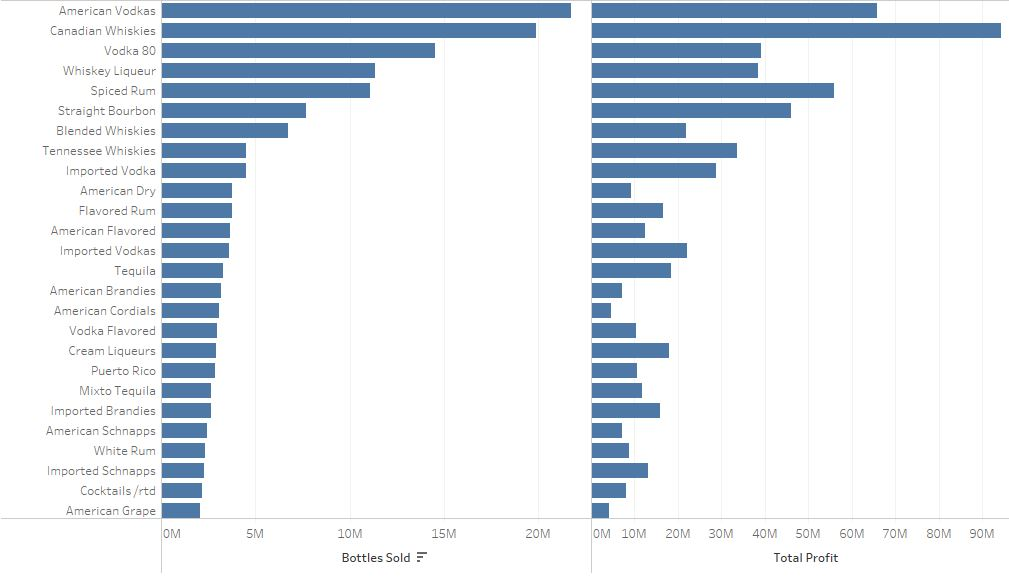 American Vodkas
Canadian Whiskies
Vodka 80
Whiskey Liqueur
Spiced Rum
Straight Bourbon
Blended Whiskies
Tennessee Whiskies
Imported Vodka
American Dry
Flavored Rum
American Flavored
Imported Vodkas
Tequila
American Brandies
American Cordials
Vodka Flavored
Cream Liqueurs
Puerto Rico
Mixto Tequila
Imported Brandies
American Schnapps
White Rum
Imported Schnapps
Cocktails /rtd
American Grape
0M 5M 10M 15M 20M 0M 10M 20M 30M 40M 50M 60M 70M 80M 90M
Bottles Sold Total Profit